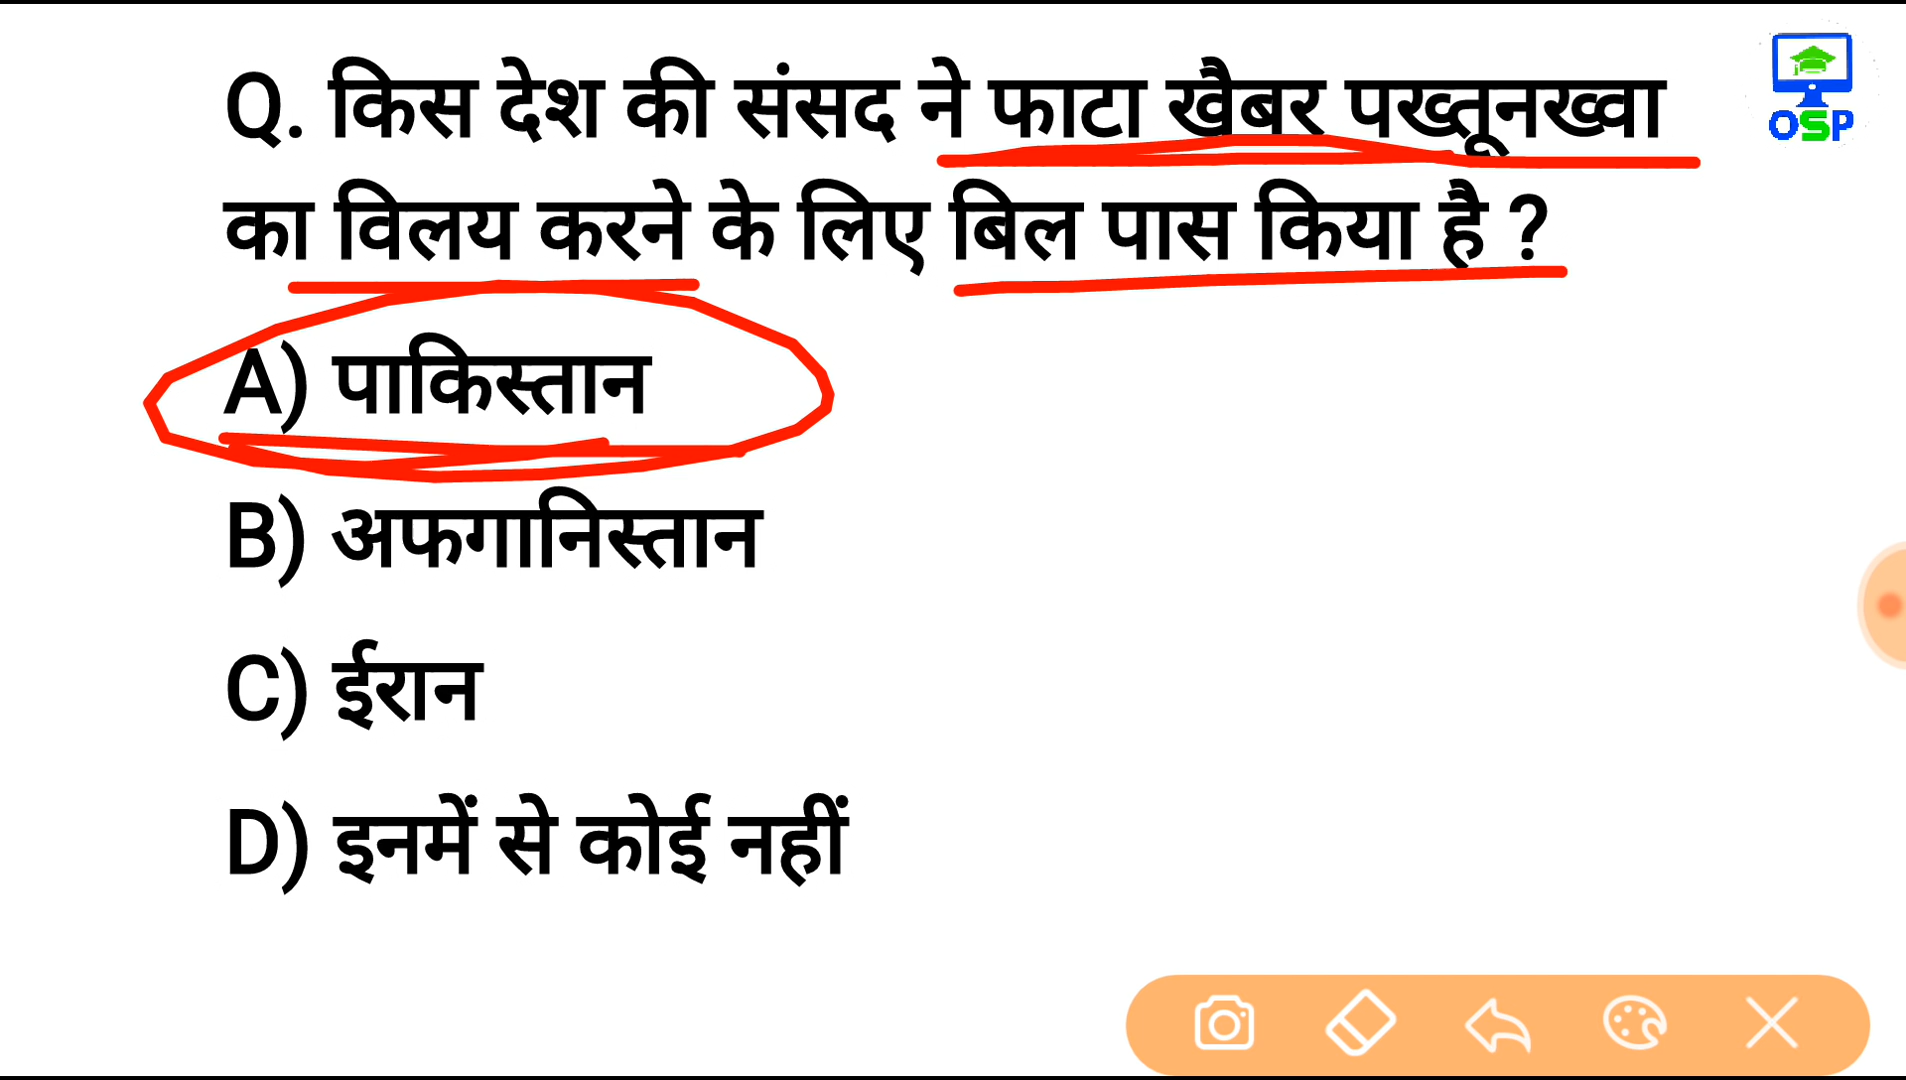 Q. किस देश की संसद ने फाटा खैबर पख्तूनख्वा
का विलय करने के लिए बिल पास किया है ?
A) पाकिस्तान
B) अफगानिस्तान
C) ईरान
D) इनमें से कोई नहीं
OSP